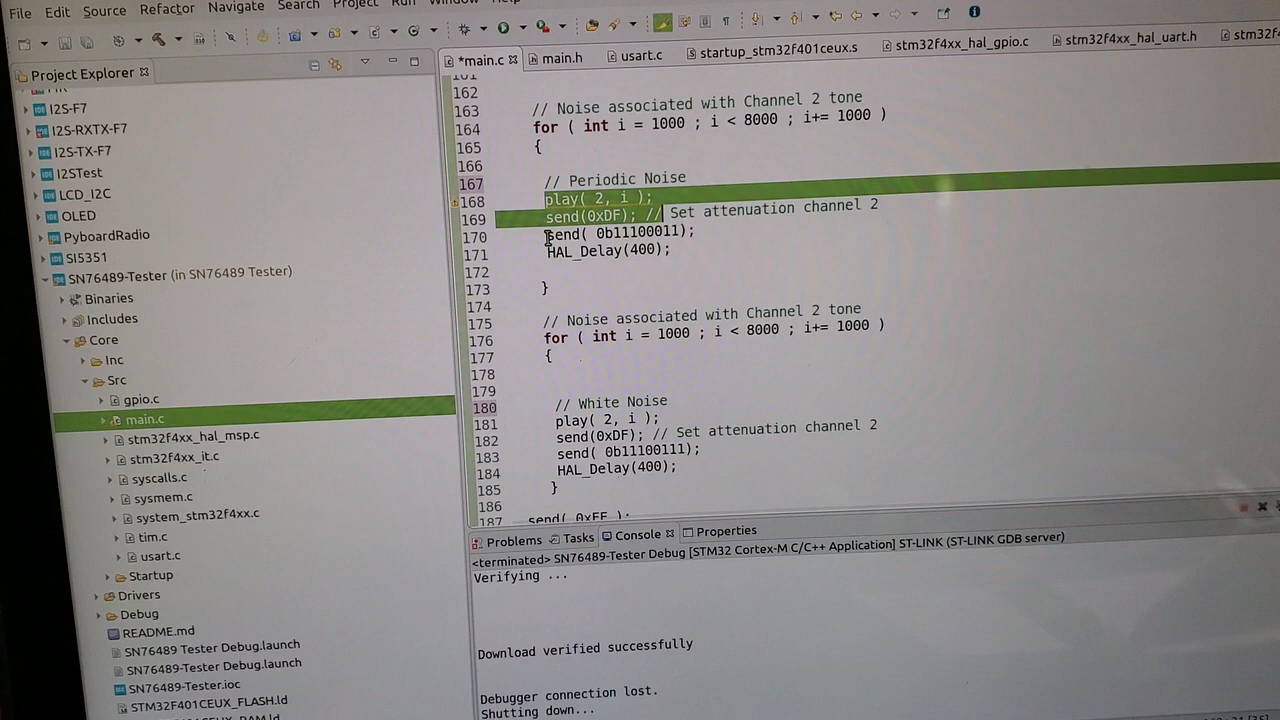 File Edit Source Refactor Navigate Search Project Run Window Help
Project Explorer
I2S-F7
I2S-RXTX-F7
I2S-TX-F7
I2STest
LCD_I2C
OLED
PyboardRadio
SI5351
SN76489-Tester (in SN76489 Tester)
Binaries
Includes
Core
Inc
Src
gpio.c
main.c
stm32f4xx_hal_msp.c
stm32f4xx_it.c
syscalls.c
sysmem.c
system_stm32f4xx.c
tim.c
usart.c
Startup
Drivers
Debug
README.md
SN76489 Tester Debug.launch
SN76489-Tester Debug.launch
SN76489-Tester.ioc
STM32F401CEUX_FLASH.ld
*main.c main.h usart.c startup_stm32f401ceux.s stm32f4xx_hal_gpio.c stm32f4xx_hal_uart.h
161
162
163 // Noise associated with Channel 2 tone
164 for ( int i = 1000 ; i < 8000 ; i+= 1000 )
165 {
166
167 // Periodic Noise
168 play( 2, i );
169 send(0xDF); // Set attenuation channel 2
170 send( 0b11100011);
171 HAL_Delay(400);
172
173 }
174
175 // Noise associated with Channel 2 tone
176 for ( int i = 1000 ; i < 8000 ; i+= 1000 )
177 {
178
179
180 // White Noise
181 play( 2, i );
182 send(0xDF); // Set attenuation channel 2
183 send( 0b11100111);
184 HAL_Delay(400);
185 }
186
187 send( 0xFF );
Problems Tasks Console Properties
<terminated> SN76489-Tester Debug [STM32 Cortex-M C/C++ Application] ST-LINK (ST-LINK GDB server)
Verifying ...
Download verified successfully
Debugger connection lost.
Shutting down...